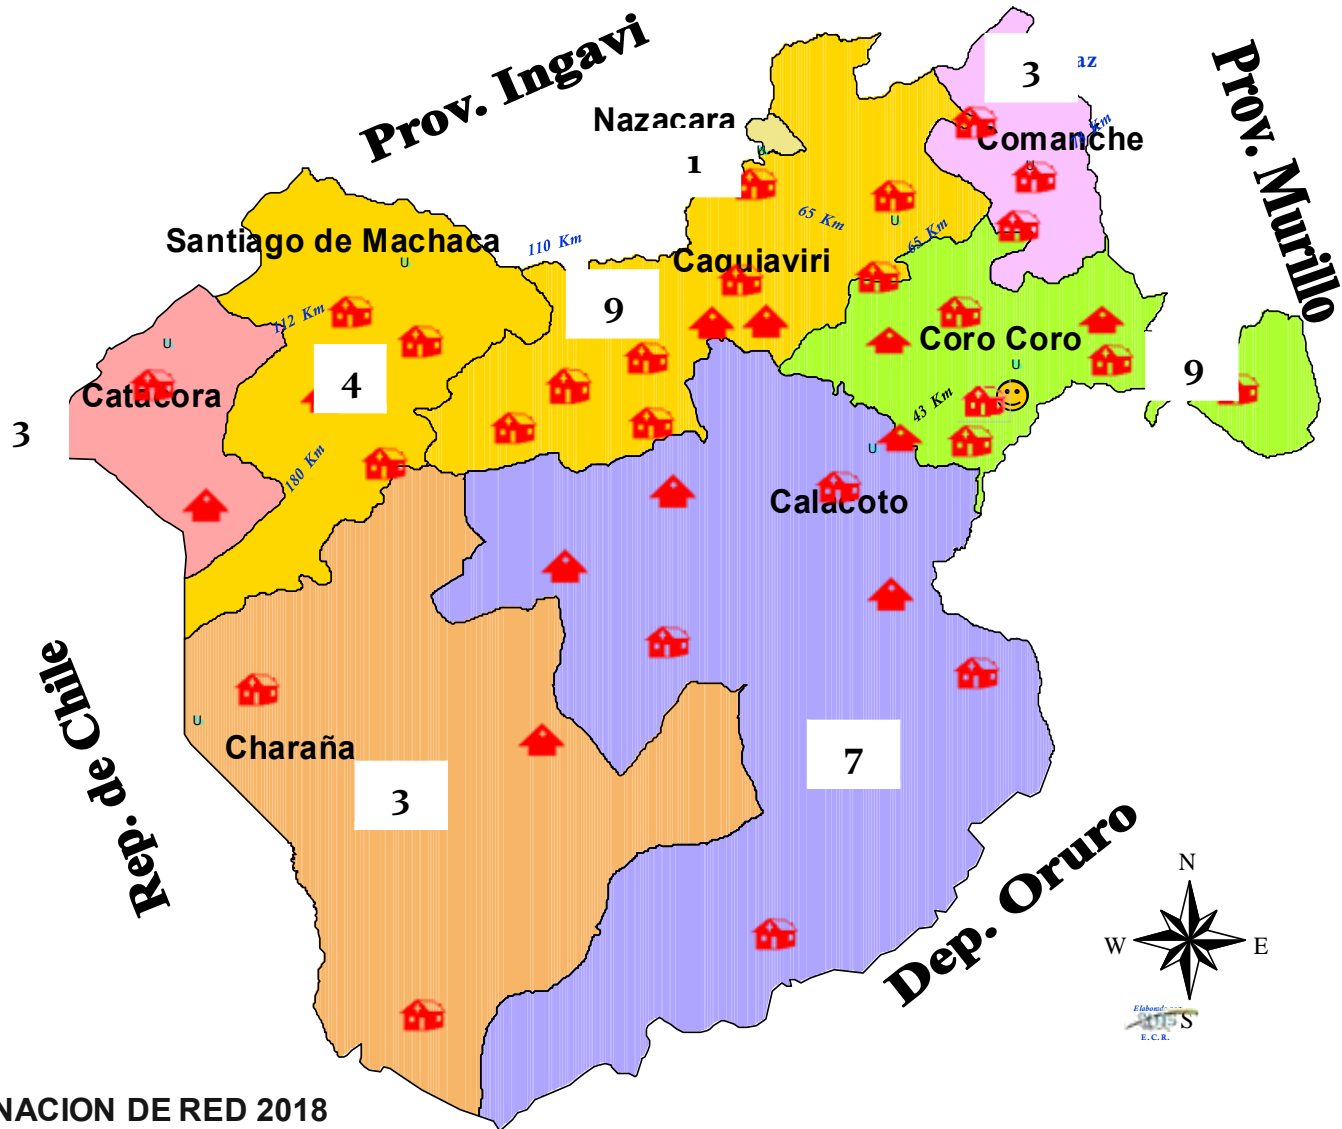 Prov. Ingavi
Prov. Murillo
3
az
Nazacara
1
Comanche
Km
65 Km
65 Km
Santiago de Machaca
110 Km
Caquiaviri
9
112 Km
Coro Coro
4
9
Catacora
3
43 Km
180 Km
Calacoto
Rep. de Chile
Charaña
7
3
Dep. Oruro
N
W
E
S
E.C.R.
NACION DE RED 2018